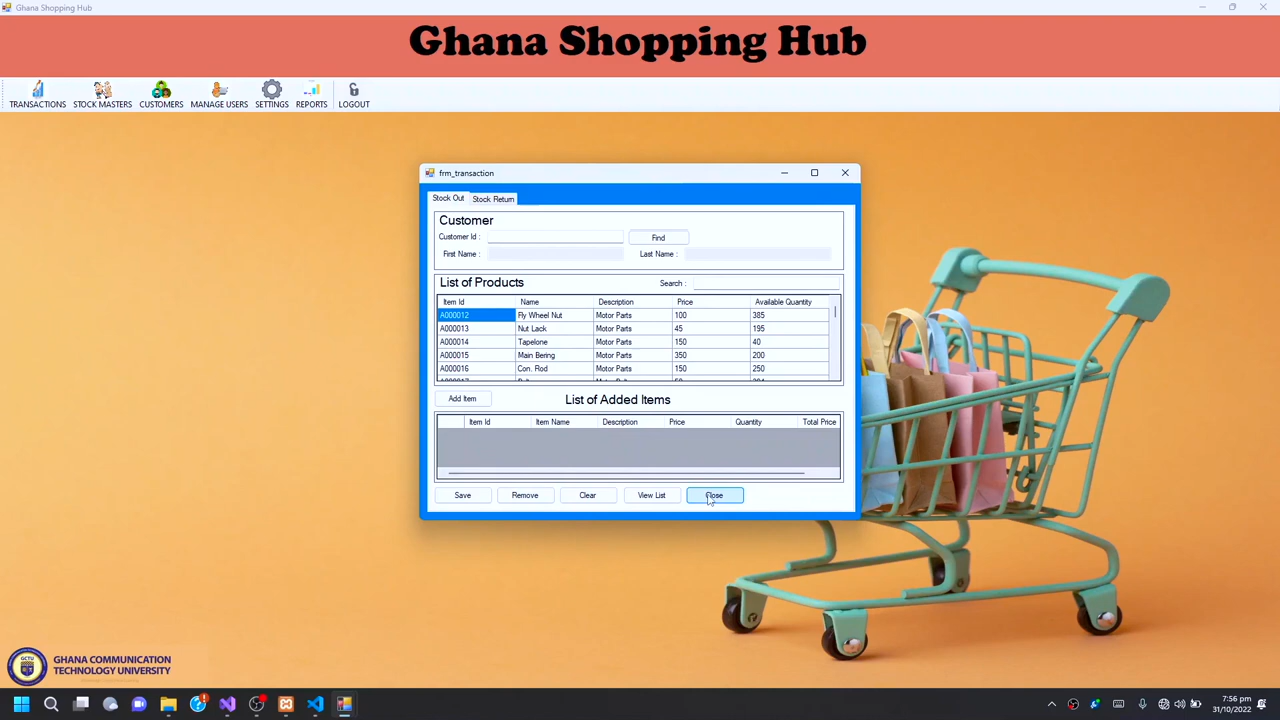 Ghana Shopping Hub
Ghana Shopping Hub
TRANSACTIONS STOCK MASTERS CUSTOMERS MANAGE USERS SETTINGS REPORTS LOGOUT
frm_transaction
Stock Out Stock Return
Customer
Customer Id : Find
First Name : Last Name :
List of Products Search :
Item Id Name Description Price Available Quantity
A000012 Fly Wheel Nut Motor Parts 100 385
A000013 Nut Lack Motor Parts 45 195
A000014 Tapelone Motor Parts 150 40
A000015 Main Bering Motor Parts 350 200
A000016 Con. Rod Motor Parts 150 250
Add Item List of Added Items
Item Id Item Name Description Price Quantity Total Price
Save Remove Clear View List Close
GCTU
GHANA COMMUNICATION
TECHNOLOGY UNIVERSITY
7:56 pm
31/10/2022